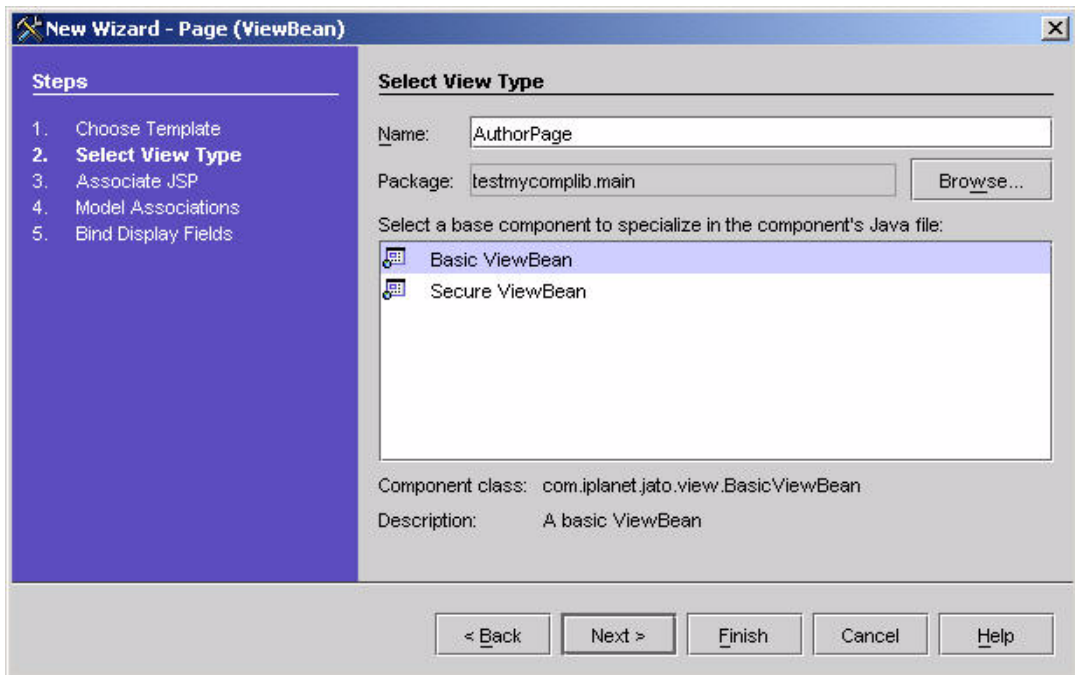 New Wizard - Page (ViewBean)
Steps
1. Choose Template
2. Select View Type
3. Associate JSP
4. Model Associations
5. Bind Display Fields
Select View Type
Name: AuthorPage
Package: testmycomplib.main Browse...
Select a base component to specialize in the component's Java file:
Basic ViewBean
Secure ViewBean
Component class: com.iplanet.jato.view.BasicViewBean
Description: A basic ViewBean
< Back Next > Finish Cancel Help